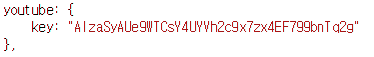 youtube: {
key: "AIzaSyAUe9WTCsY4UYVh2c9x7zx4EF799bnTq2g"
},